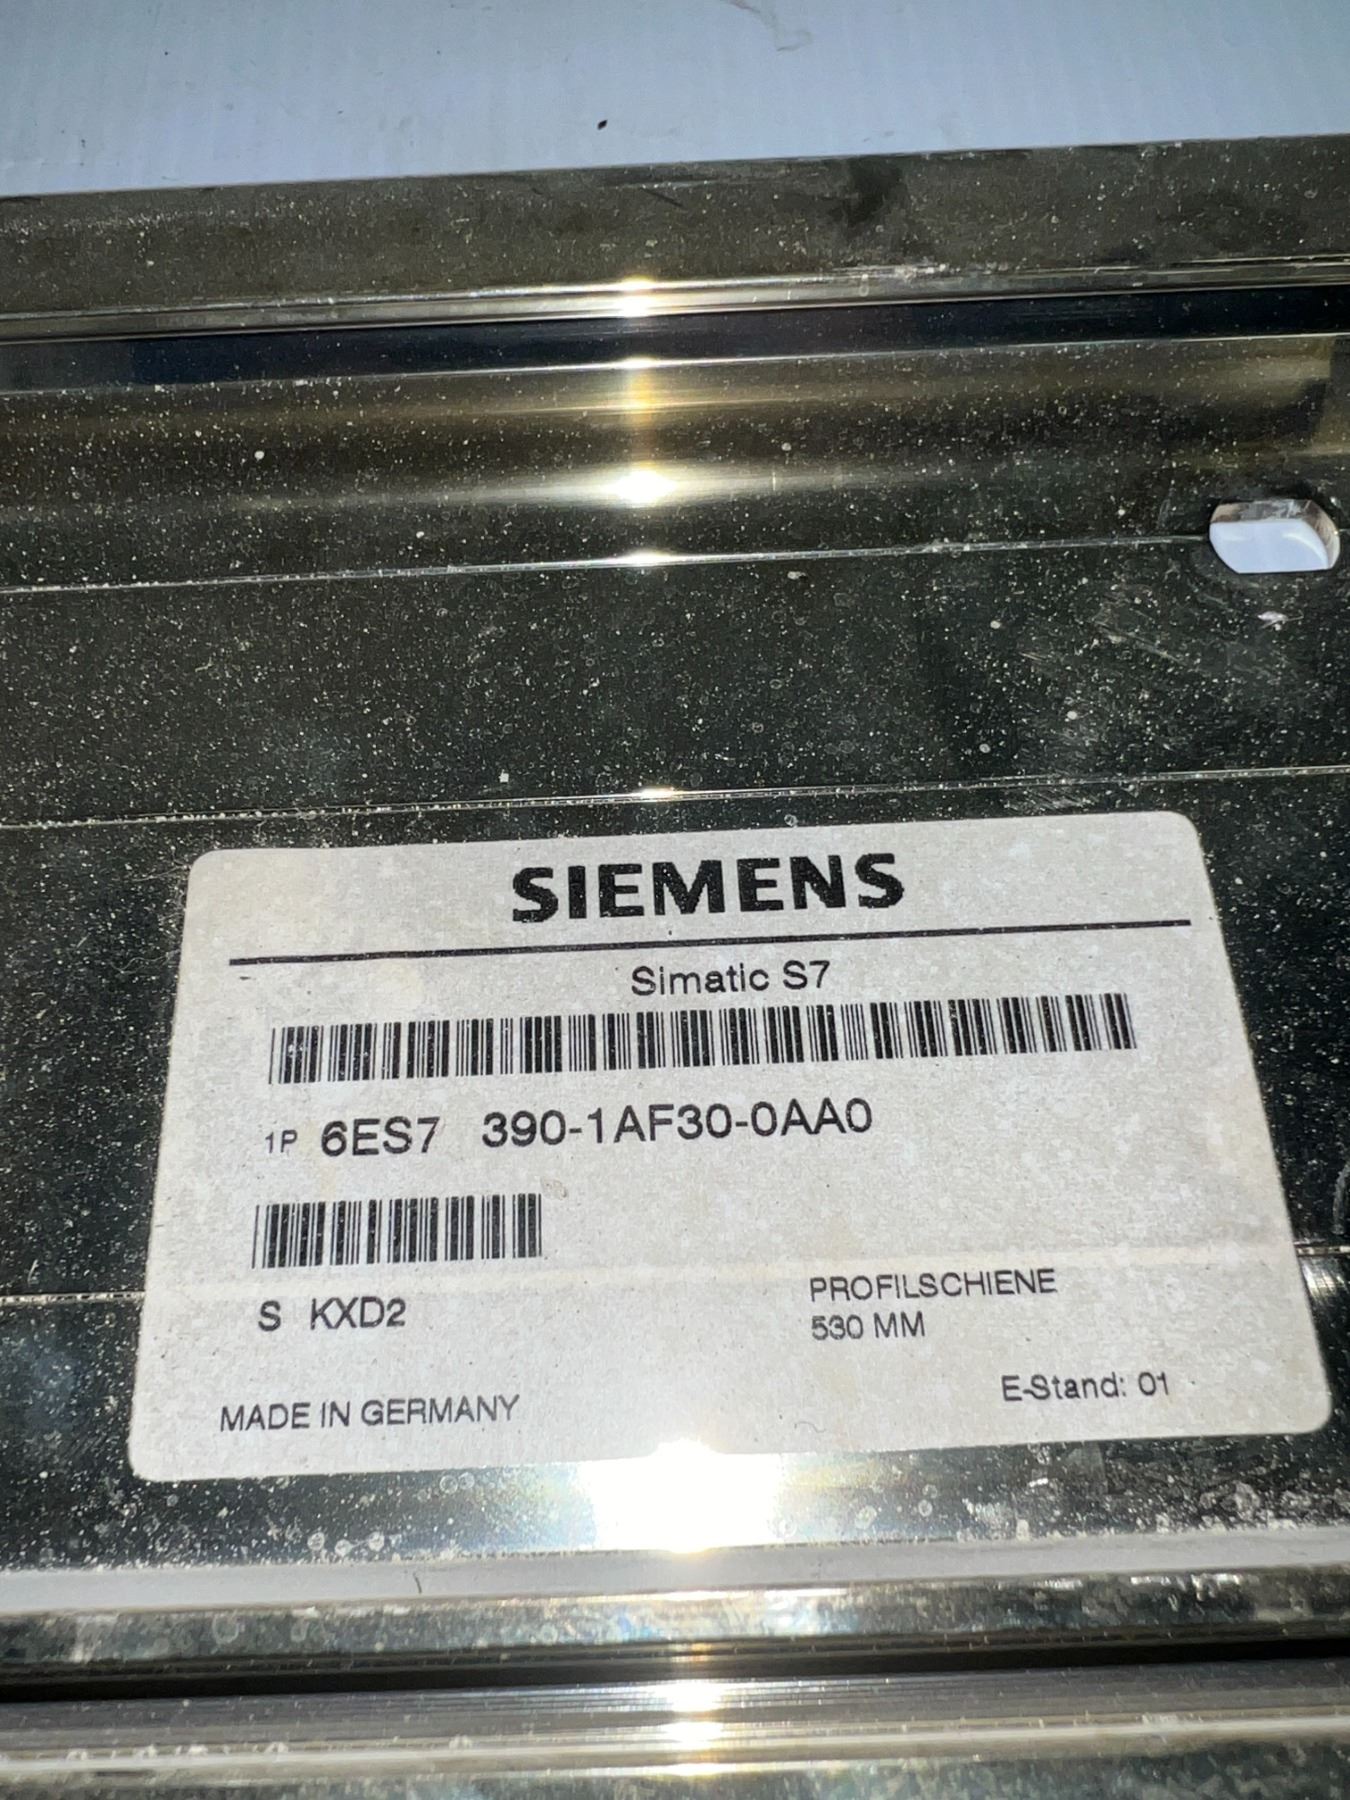 SIEMENS
Simatic S7
1P 6ES7 390-1AF30-0AA0
S KXD2
PROFILSCHIENE
530 MM
E-Stand: 01
MADE IN GERMANY